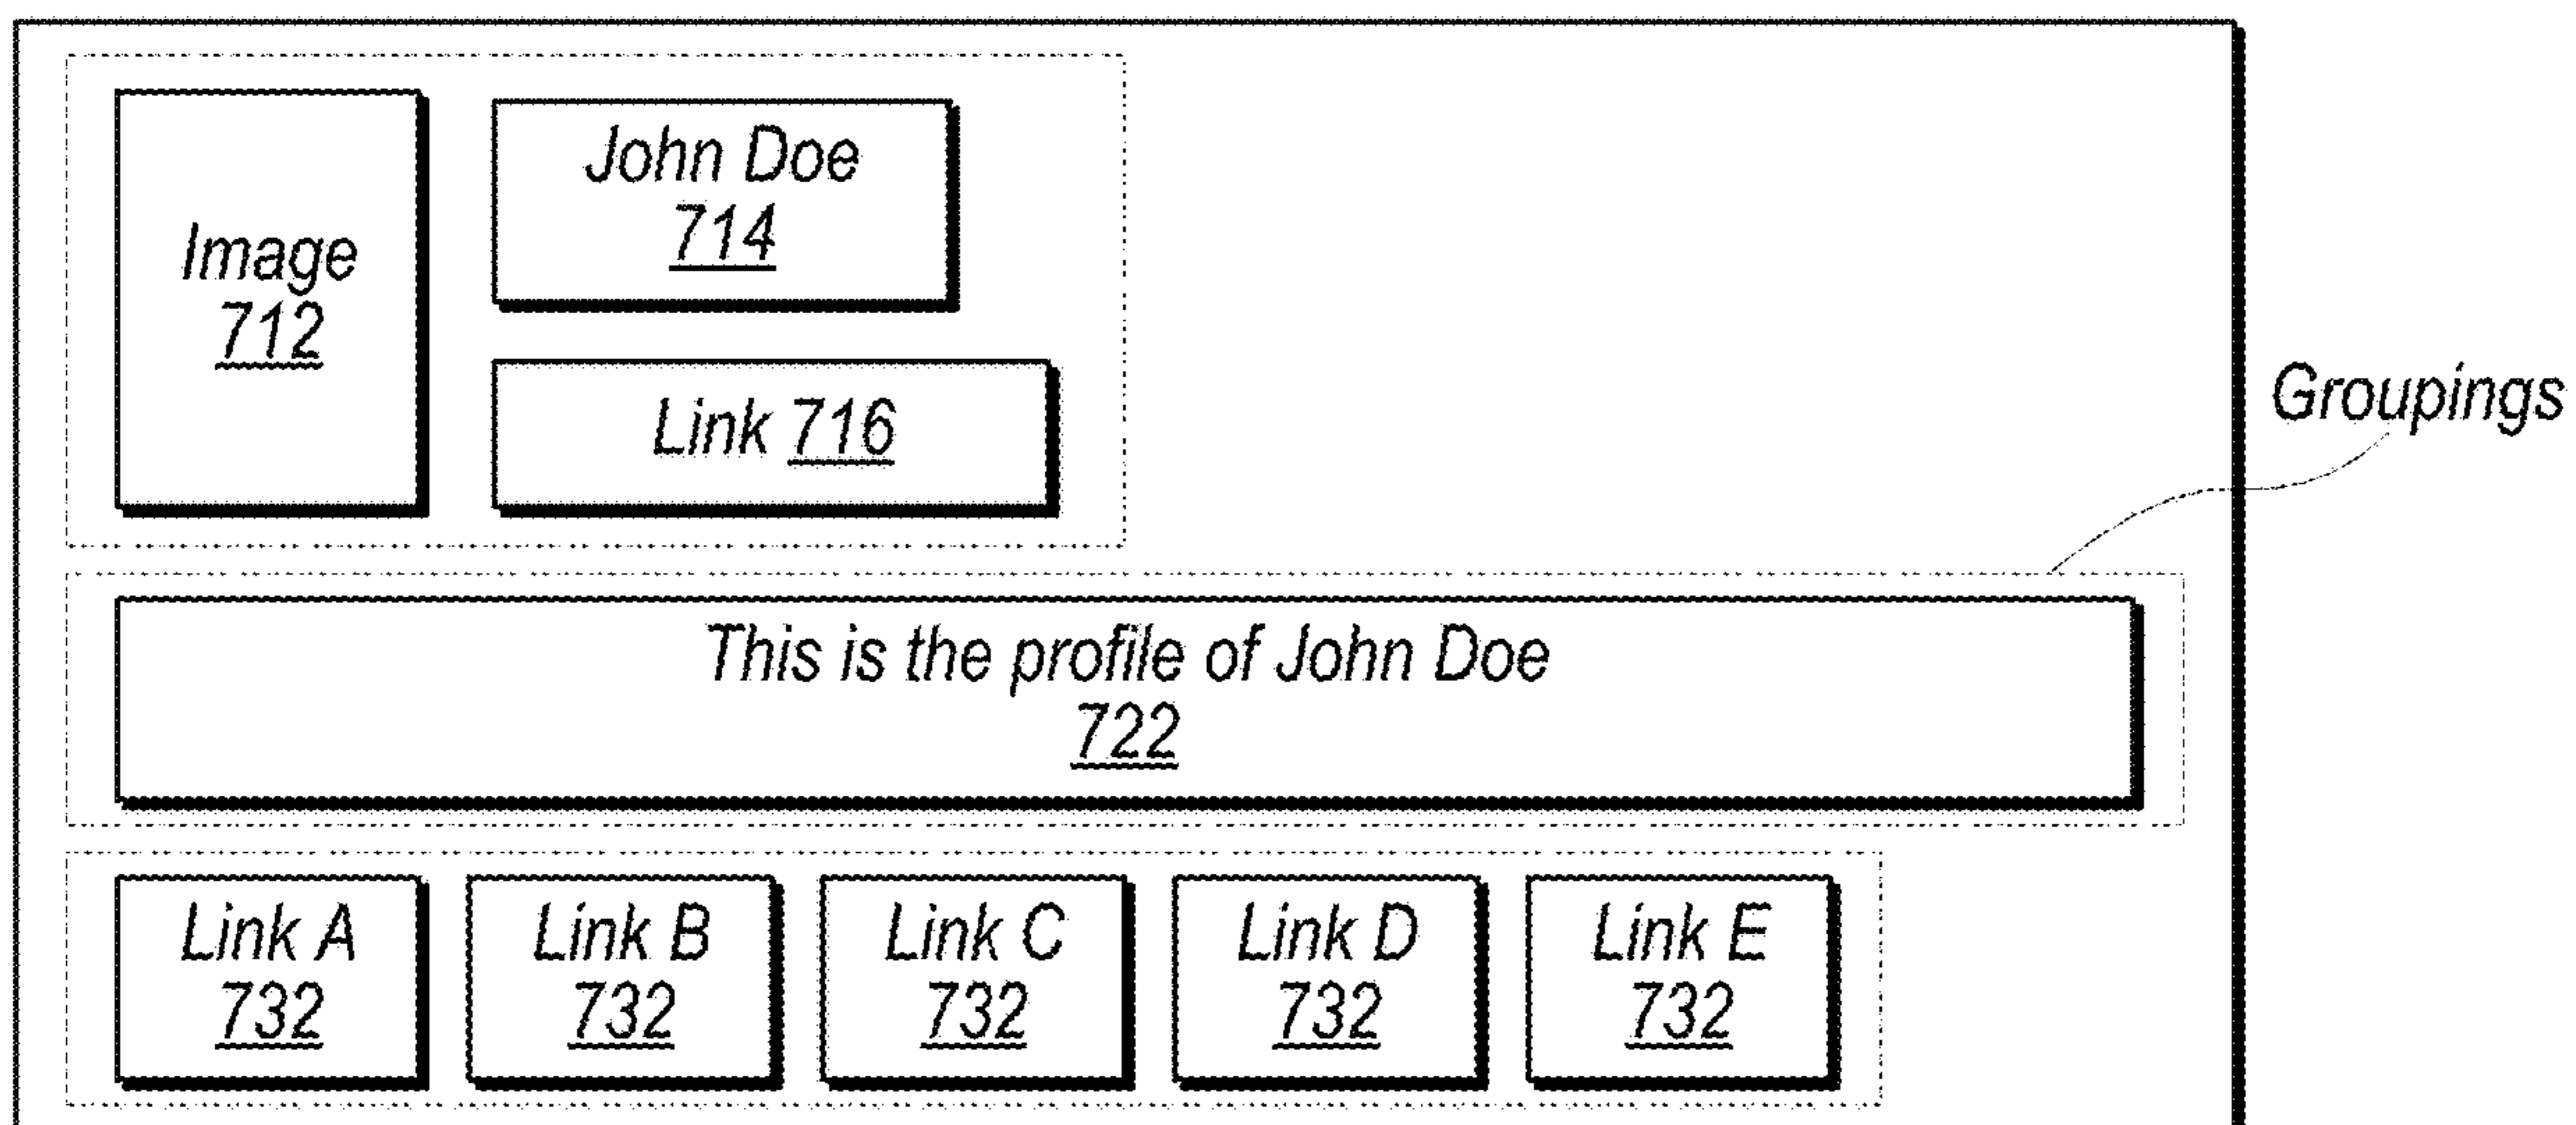 Image
712
John Doe
714
Link 716
Groupings
This is the profile of John Doe
722
Link A
732
Link B
732
Link C
732
Link D
732
Link E
732